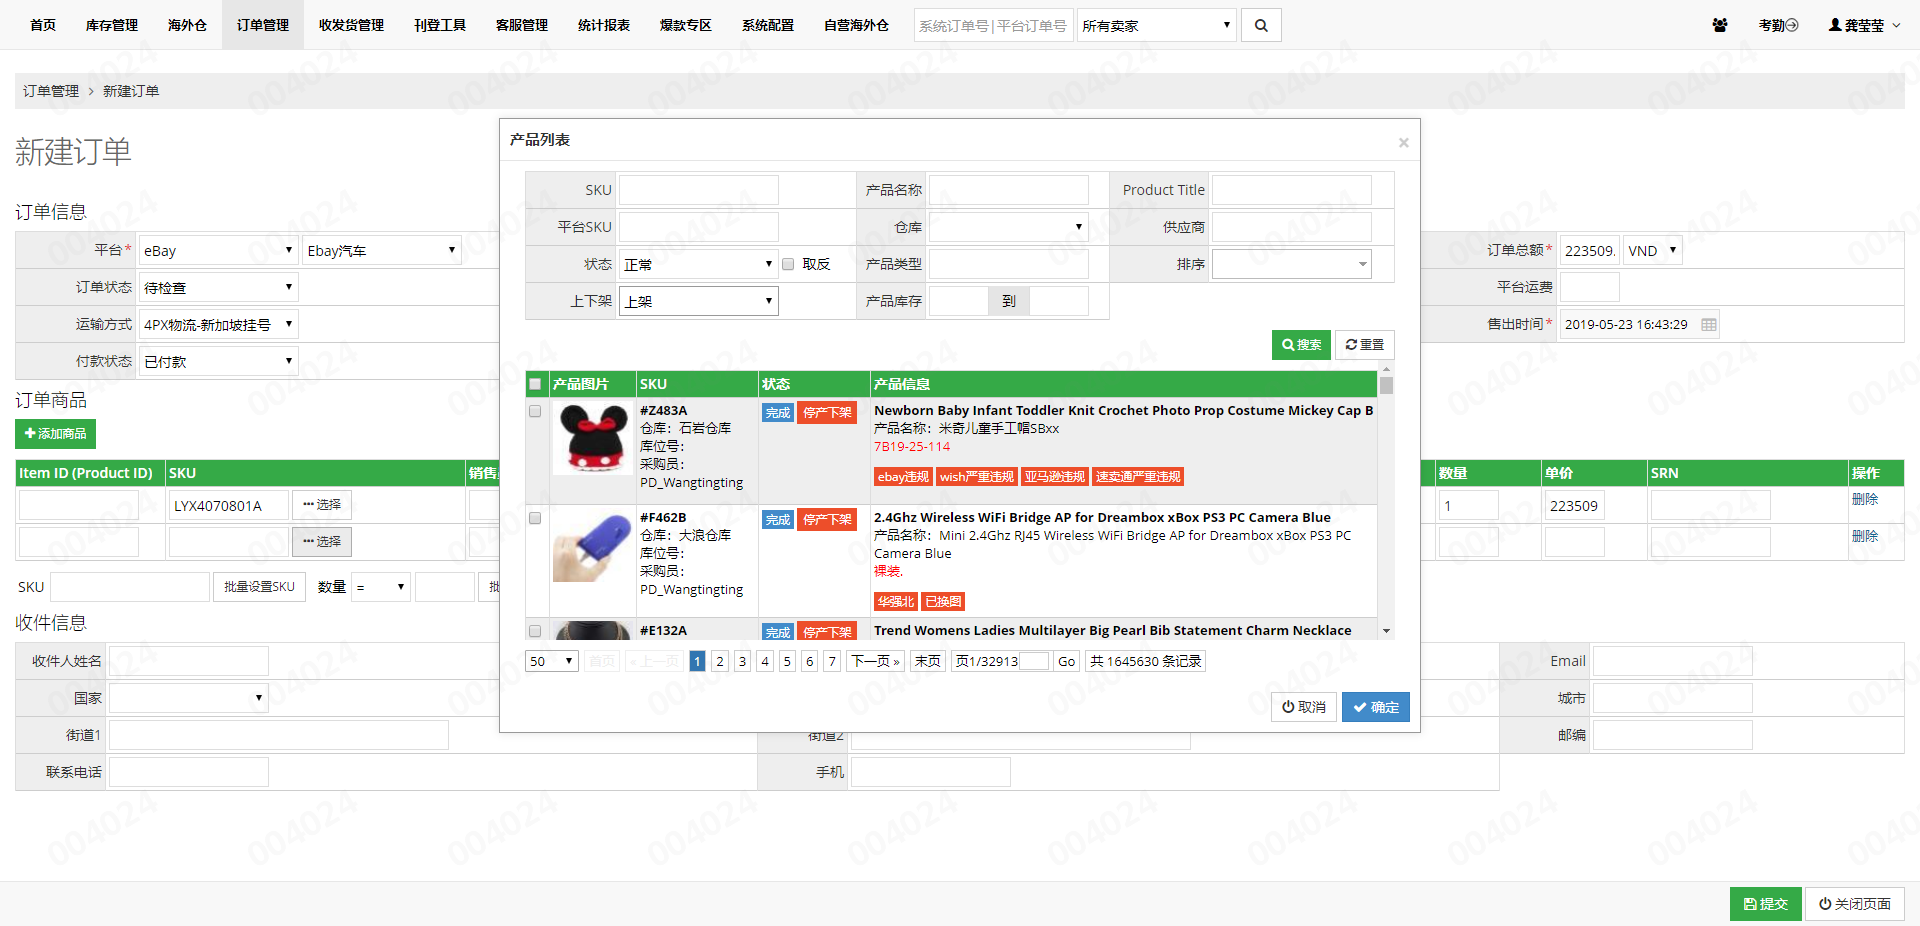 首页 库存管理 海外仓 订单管理 收发货管理 刊登工具 客服管理 统计报表 爆款专区 系统配置 自营海外仓 系统订单号|平台订单号 所有卖家 考勤 龚莹莹
订单管理 > 新建订单
新建订单
订单信息
平台* eBay Ebay汽车
订单状态 待检查
运输方式 4PX物流-新加坡挂号
付款状态 已付款
订单总额* 223509. VND
平台运费
售出时间* 2019-05-23 16:43:29
订单商品
添加商品
Item ID (Product ID) SKU 销售 数量 单价 SRN 操作
LYX4070801A 选择 1 223509 删除
选择 删除
SKU 批量设置SKU 数量 =
收件信息
收件人姓名 Email
国家 城市
街道1 街道2 邮编
联系电话 手机
产品列表 ×
SKU 产品名称 Product Title
平台SKU 仓库 供应商
状态 正常 取反 产品类型 排序
上下架 上架 产品库存 到
搜索 重置
产品图片 SKU 状态 产品信息
#Z483A 完成 停产下架 Newborn Baby Infant Toddler Knit Crochet Photo Prop Costume Mickey Cap B
仓库：石岩仓库 产品名称：米奇儿童手工帽SBxx
库位号： 7B19-25-114
采购员：
PD_Wangtingting ebay违规 wish严重违规 亚马逊违规 速卖通严重违规
#F462B 完成 停产下架 2.4Ghz Wireless WiFi Bridge AP for Dreambox xBox PS3 PC Camera Blue
仓库：大浪仓库 产品名称：Mini 2.4Ghz RJ45 Wireless WiFi Bridge AP for Dreambox xBox PS3 PC
库位号： Camera Blue
采购员： 裸装.
PD_Wangtingting 华强北 已换图
#E132A 完成 停产下架 Trend Womens Ladies Multilayer Big Pearl Bib Statement Charm Necklace
50 首页 « 上一页 1 2 3 4 5 6 7 下一页 » 末页 页1/32913 Go 共 1645630 条记录
取消 确定
提交 关闭页面
004024